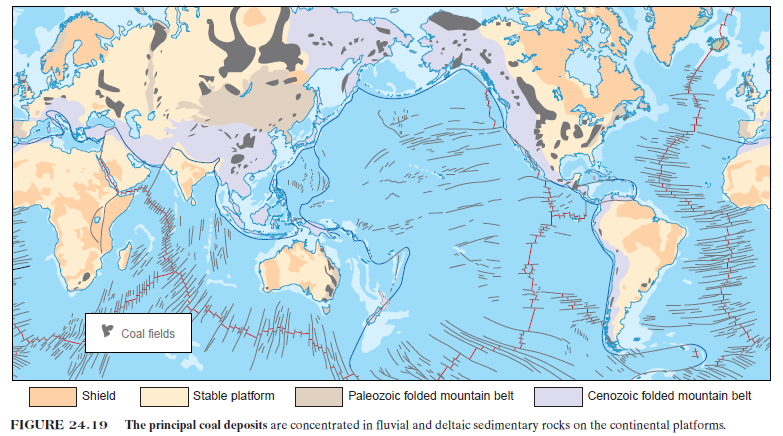 Coal fields
Shield Stable platform Paleozoic folded mountain belt Cenozoic folded mountain belt
FIGURE 24.19 The principal coal deposits are concentrated in fluvial and deltaic sedimentary rocks on the continental platforms.